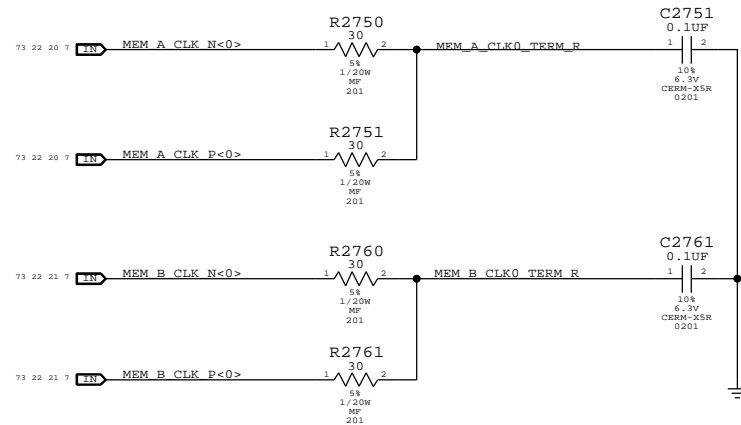 R2750
30
73 22 20 7 IN MEM_A_CLK_N<0> 1 2 MEM_A_CLK0_TERM_R
5%
1/20W
MF
201
C2751
0.1UF
1 2
10%
6.3V
CERM-X5R
0201
R2751
30
73 22 20 7 IN MEM_A_CLK_P<0> 1 2
5%
1/20W
MF
201
R2760
30
73 22 21 7 IN MEM_B_CLK_N<0> 1 2 MEM_B_CLK0_TERM_R
5%
1/20W
MF
201
C2761
0.1UF
1 2
10%
6.3V
CERM-X5R
0201
R2761
30
73 22 21 7 IN MEM_B_CLK_P<0> 1 2
5%
1/20W
MF
201